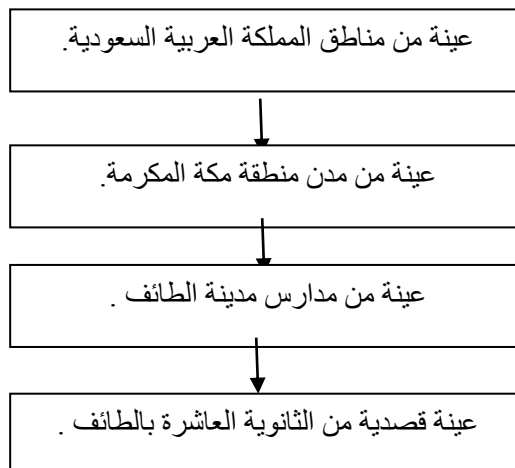 عينة من مناطق المملكة العربية السعودية.
عينة من مدن منطقة مكة المكرمة.
عينة من مدارس مدينة الطائف .
عينة قصدية من الثانوية العاشرة بالطائف .